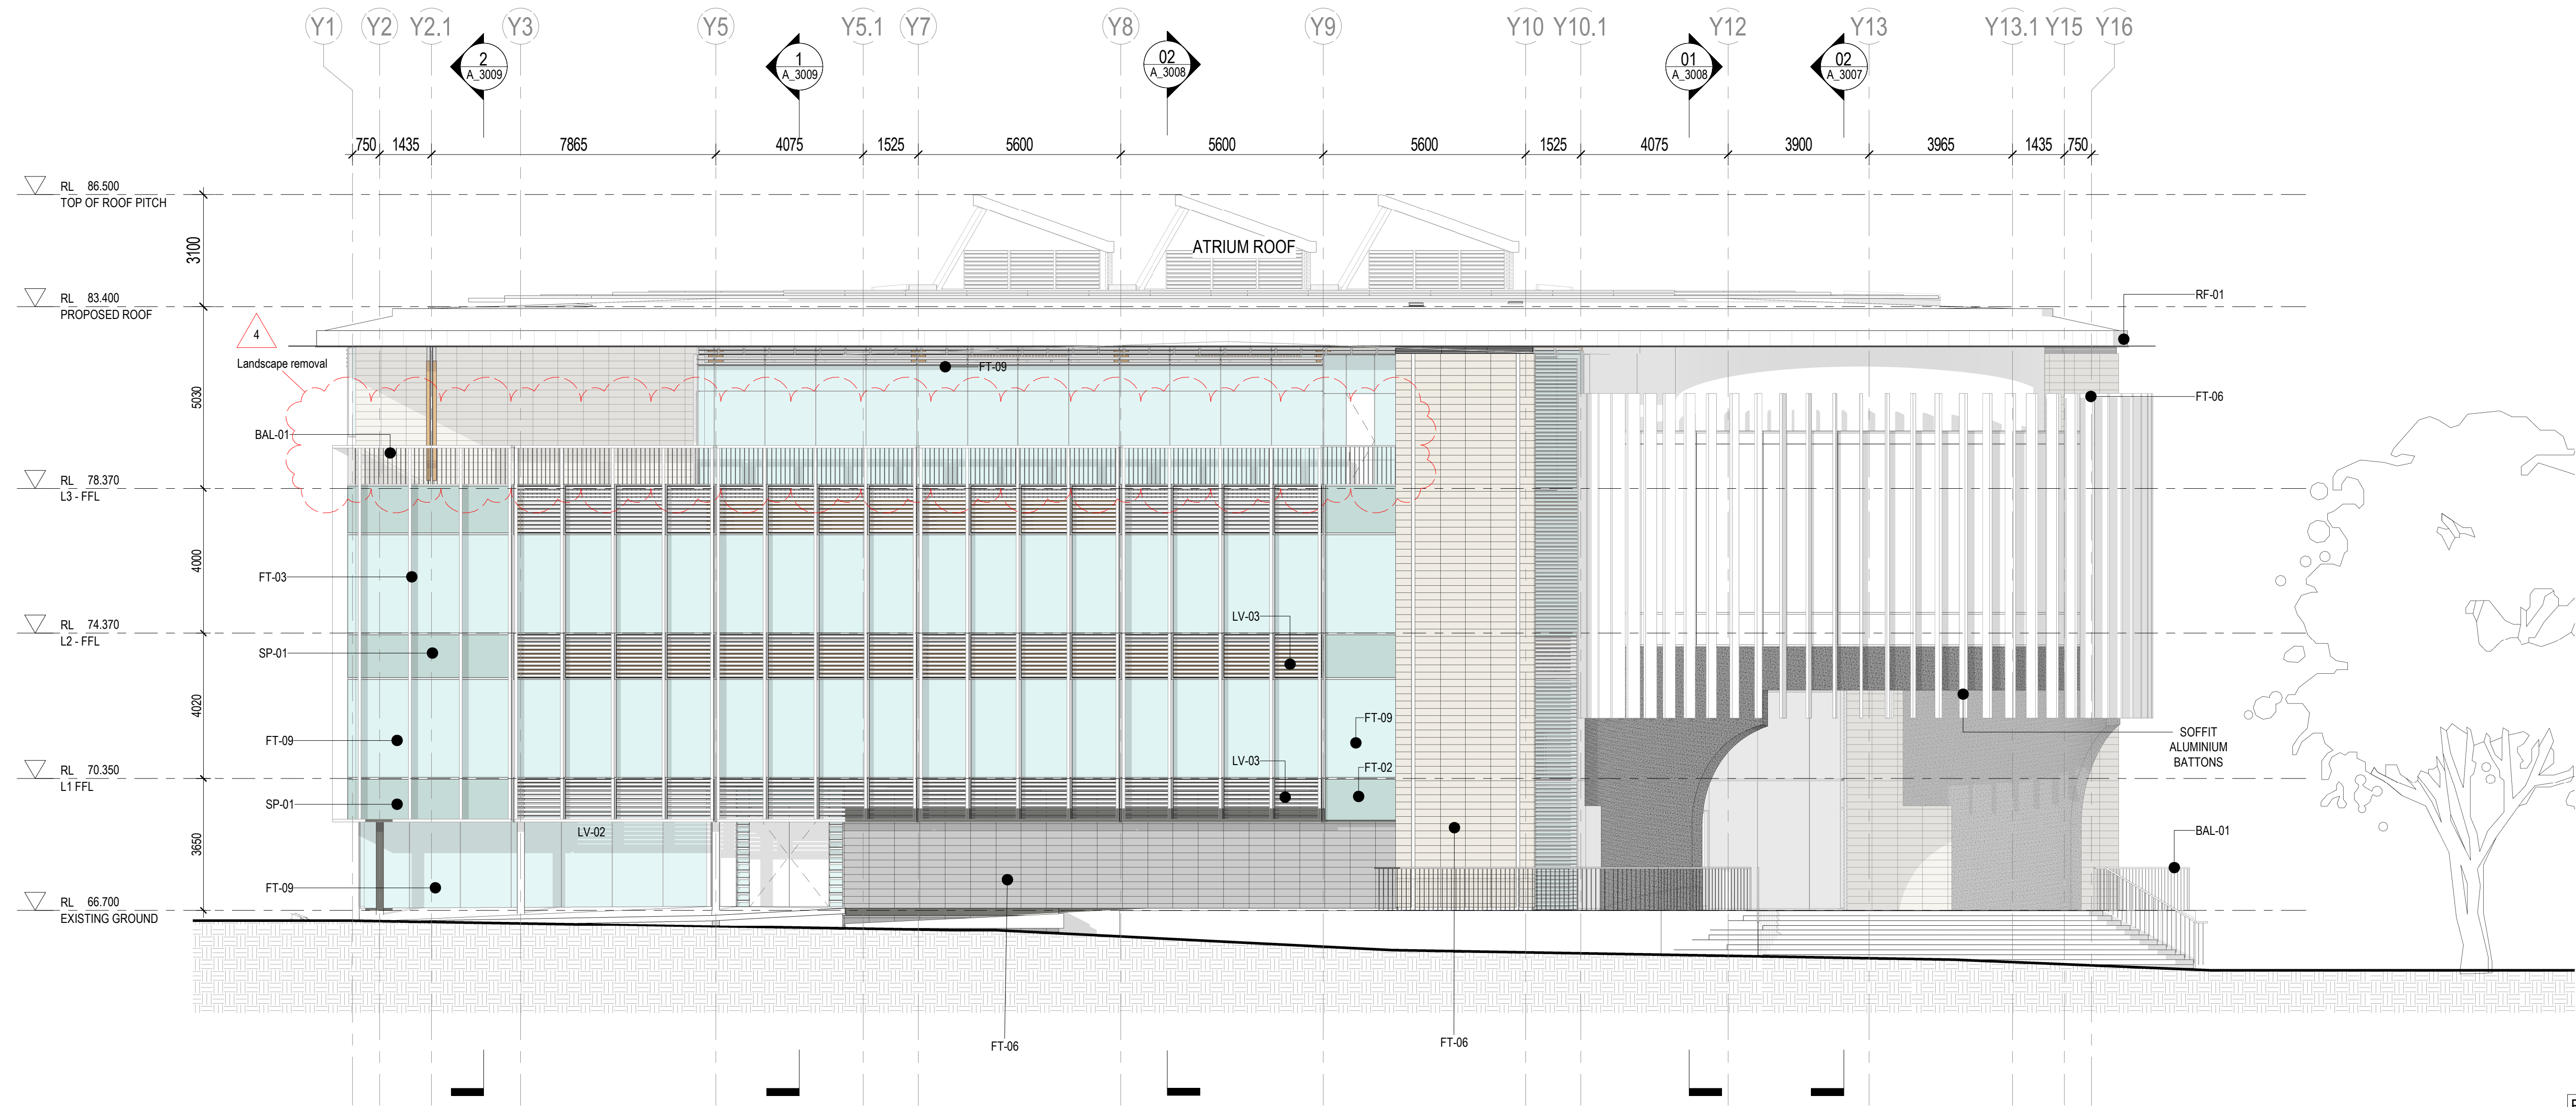 Y1 Y2 Y2.1 Y3 Y5 Y5.1 Y7 Y8 Y9 Y10 Y10.1 Y12 Y13 Y13.1 Y15 Y16
2
A_3009
1
A_3009
02
A_3008
01
A_3008
02
A_3007
750 1435 7865 4075 1525 5600 5600 5600 1525 4075 3900 3965 1435 750
RL 86.500
TOP OF ROOF PITCH
3100
ATRIUM ROOF
RL 83.400
PROPOSED ROOF
RF-01
4
Landscape removal
FT-09
5030
FT-06
BAL-01
RL 78.370
L3 - FFL
4000
FT-03
LV-03
RL 74.370
L2 - FFL
SP-01
4020
FT-09
FT-09
SOFFIT
ALUMINIUM
BATTONS
LV-03
FT-02
RL 70.350
L1 FFL
SP-01
LV-02
BAL-01
3650
FT-09
RL 66.700
EXISTING GROUND
FT-06
FT-06